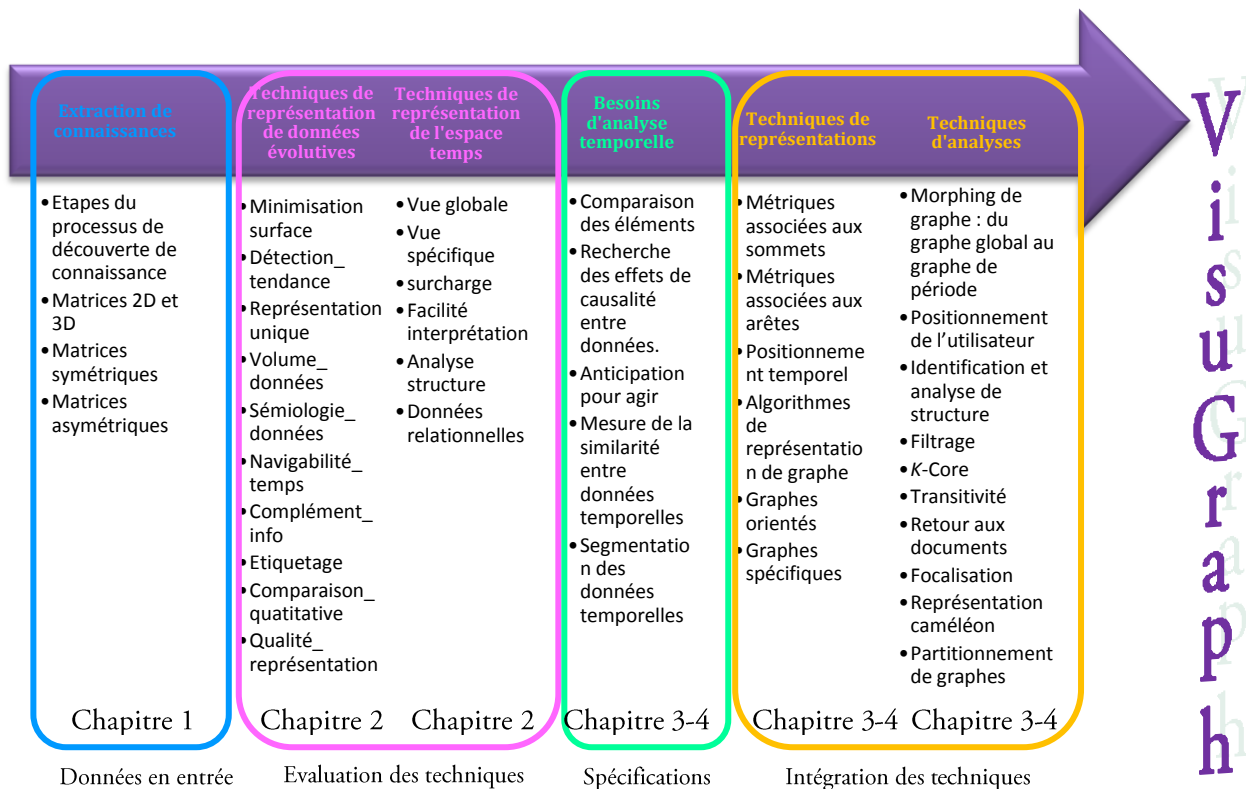 Extraction de
connaissances
• Etapes du
processus de
découverte de
connaissance
• Matrices 2D et
3D
• Matrices
symétriques
• Matrices
asymétriques
Chapitre 1
Données en entrée
Techniques de
représentation
de données
évolutives
• Minimisation
surface
• Détection_
tendance
• Représentation
unique
• Volume_
données
• Sémiologie_
données
• Navigabilité_
temps
• Complément_
info
• Etiquetage
• Comparaison_
quatitative
• Qualité_
représentation
Chapitre 2
Techniques de
représentation
de l'espace
temps
• Vue globale
• Vue
spécifique
• surcharge
• Facilité
interprétation
• Analyse
structure
• Données
relationnelles
Chapitre 2
Evaluation des techniques
Besoins
d'analyse
temporelle
• Comparaison
des éléments
• Recherche
des effets de
causalité
entre
données.
• Anticipation
pour agir
• Mesure de la
similarité
entre
données
temporelles
• Segmentatio
n des
données
temporelles
Chapitre 3-4
Spécifications
Techniques de
représentations
• Métriques
associées aux
sommets
• Métriques
associées aux
arêtes
• Positionneme
nt temporel
• Algorithmes
de
représentatio
n de graphe
• Graphes
orientés
• Graphes
spécifiques
Chapitre 3-4
Techniques
d'analyses
• Morphing de
graphe : du
graphe global au
graphe de
période
• Positionnement
de l’utilisateur
• Identification et
analyse de
structure
• Filtrage
• K-Core
• Transitivité
• Retour aux
documents
• Focalisation
• Représentation
caméléon
• Partitionnement
de graphes
Chapitre 3-4
Intégration des techniques
VisuGraph